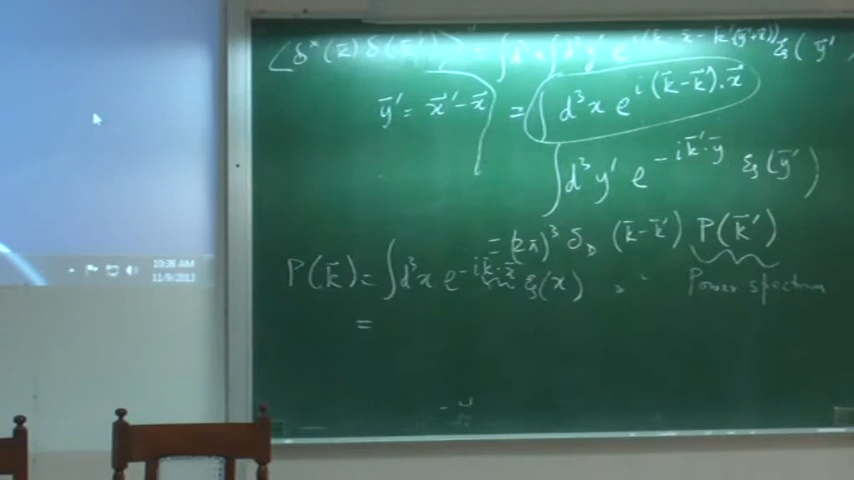 ⟨δ*(k̄) δ(k̄')⟩ = ∫d³x ∫d³y' e^{i(k̄·x̄ − k̄'·(ȳ'+x̄))} ξ(ȳ')
ȳ' = x⃗' − x⃗ = ∫d³x e^{i(k̄−k̄')·x⃗}
∫d³y' e^{−ik̄'·ȳ} ξ(ȳ')
= (2π)³ δ_D (k̄−k̄') P(k̄')
P(k̄) = ∫d³x e^{−ik̄·x̄} ξ(x) Power spectrum
=
10:36 AM
11/9/2013